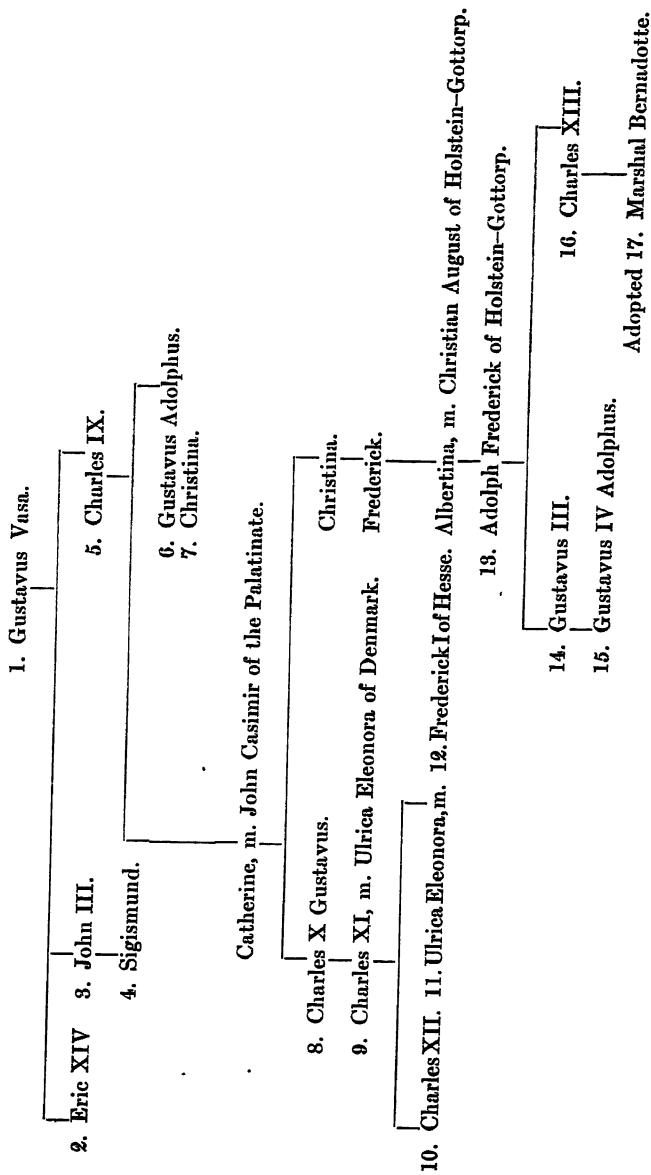 1. Gustavus Vasa.
2. Eric XIV 3. John III. 5. Charles IX.
4. Sigismund.
6. Gustavus Adolphus.
7. Christina.
Catherine, m. John Casimir of the Palatinate.
8. Charles X Gustavus. Christina.
9. Charles XI, m. Ulrica Eleonora of Denmark. Frederick.
10. Charles XII. 11. Ulrica Eleonora, m. 12. Frederick I of Hesse. Albertina, m. Christian August of Holstein-Gottorp.
13. Adolph Frederick of Holstein-Gottorp.
14. Gustavus III. 16. Charles XIII.
15. Gustavus IV Adolphus.
Adopted 17. Marshal Bernadotte.